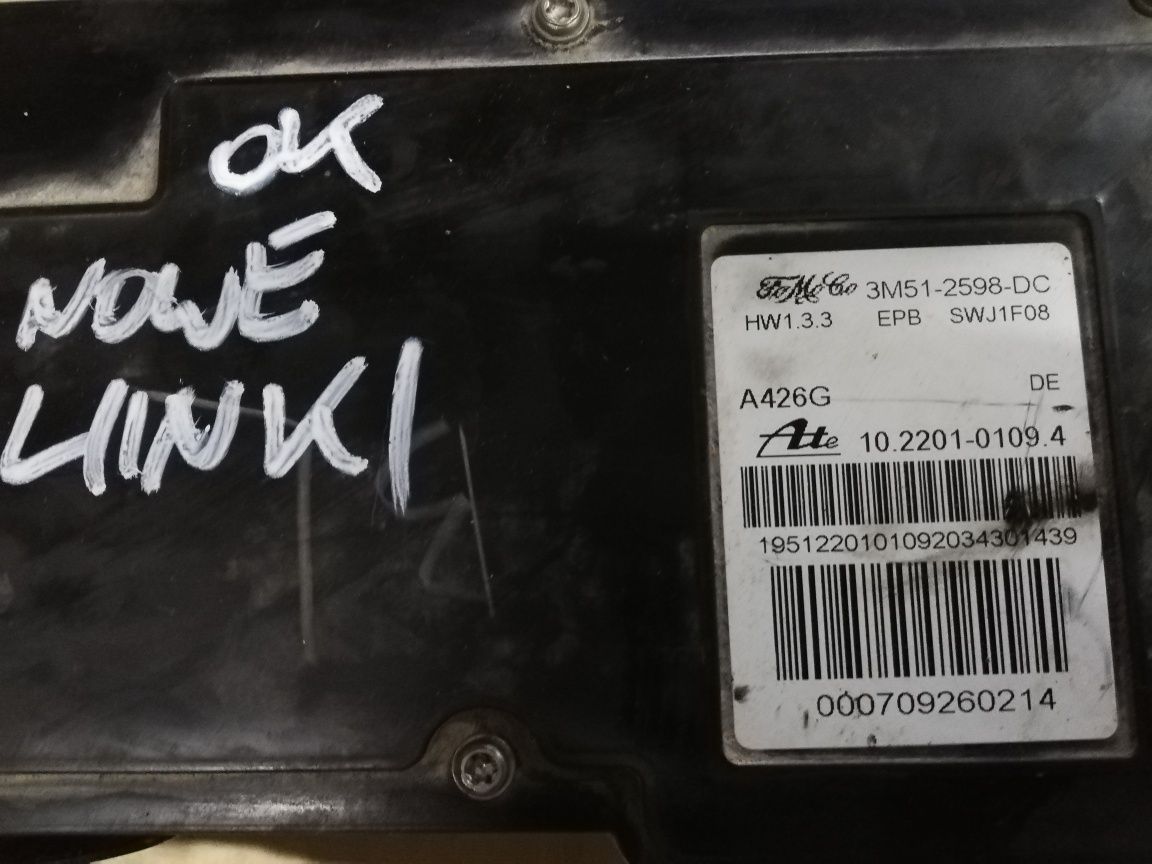 OK
NOWE
LINKI
FoMoCo 3M51-2598-DC
HW1.3.3 EPB SWJ1F08
DE
A426G
Ate 10.2201-0109.4
1951220101092034301439
000709260214